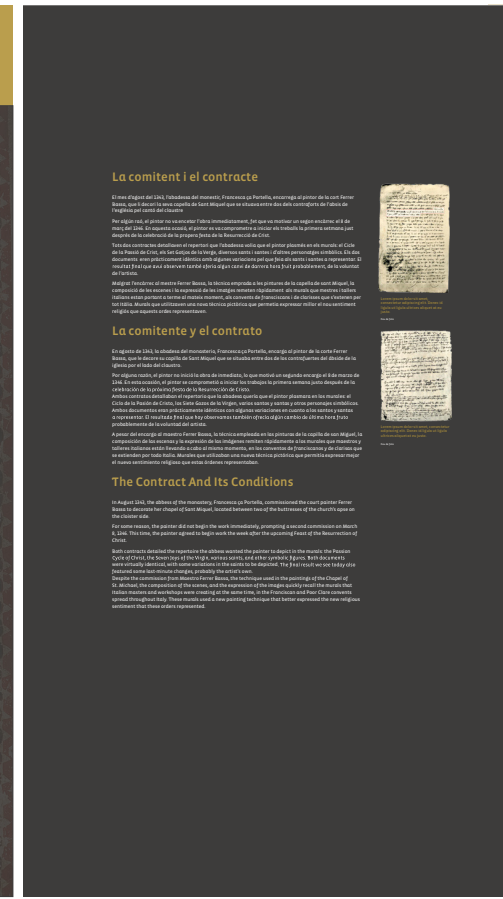 La comitent i el contracte
El mes d'agost de 1343, l'abadessa del monestir, Francesca ça Portella, encarrega al pintor de la cort Ferrer
Bassa, que li decori la seva capella de Sant Miquel que se situava entre dos dels contraforts de l'absis de
l'església pel cantó del claustre
Per algun raó, el pintor no va encetar l'obra immediatament, fet que va motivar un segon encàrrec el 8 de
març del 1346. En aquesta ocasió, el pintor es va comprometre a iniciar els treballs la primera setmana just
després de la celebració de la propera festa de la Resurrecció de Crist.
Tots dos contractes detallaven el repertori que l'abadessa volia que el pintor plasmés en els murals: el Cicle
de la Passió de Crist, els Set Gotjos de la Verge, diversos sants i santes i d'altres personatges simbòlics. Els dos
documents eren pràcticament idèntics amb algunes variacions pel que feia als sants i santes a representar. El
resultat final que avui observem també oferia algun canvi de darrera hora fruit probablement, de la voluntat
de l'artista.
Malgrat l'encàrrec al mestre Ferrer Bassa, la tècnica emprada a les pintures de la capella de sant Miquel, la
composició de les escenes i la expressió de les imatges remeten ràpidament als murals que mestres i tallers
italians estan portant a terme al mateix moment, als convents de franciscans i de clarisses que s'estenen per
tot Itàlia. Murals que utilitzaven una nova tècnica pictòrica que permetia expressar millor el nou sentiment
religiós que aquests ordres representaven.
La comitente y el contrato
En agosto de 1343, la abadesa del monasterio, Francesca ça Portella, encarga al pintor de la corte Ferrer
Bassa, que le decore su capilla de Sant Miquel que se situaba entre dos de los contrafuertes del ábside de la
iglesia por el lado del claustro.
Por alguna razón, el pintor no inició la obra de inmediato, lo que motivó un segundo encargo el 8 de marzo de
1346. En esta ocasión, el pintor se comprometió a iniciar los trabajos la primera semana justo después de la
celebración de la próxima fiesta de la Resurrección de Cristo.
Ambos contratos detallaban el repertorio que la abadesa quería que el pintor plasmara en los murales: el
Ciclo de la Pasión de Cristo, los Siete Gozos de la Virgen, varios santos y santas y otros personajes simbólicos.
Ambos documentos eran prácticamente idénticos con algunas variaciones en cuanto a los santos y santas
a representar. El resultado final que hoy observamos también ofrecía algún cambio de última hora fruto
probablemente de la voluntad del artista.
A pesar del encargo al maestro Ferrer Bassa, la técnica empleada en las pinturas de la capilla de san Miguel, la
composición de las escenas y la expresión de las imágenes remiten rápidamente a los murales que maestros y
talleres italianos están llevando a cabo al mismo momento, en los conventos de franciscanos y de clarisas que
se extienden por toda Italia. Murales que utilizaban una nueva técnica pictórica que permitía expresar mejor
el nuevo sentimiento religioso que estas órdenes representaban.
The Contract And Its Conditions
In August 1343, the abbess of the monastery, Francesca ça Portella, commissioned the court painter Ferrer
Bassa to decorate her chapel of Sant Miquel, located between two of the buttresses of the church's apse on
the cloister side.
For some reason, the painter did not begin the work immediately, prompting a second commission on March
8, 1346. This time, the painter agreed to begin work the week after the upcoming Feast of the Resurrection of
Christ.
Both contracts detailed the repertoire the abbess wanted the painter to depict in the murals: the Passion
Cycle of Christ, the Seven Joys of the Virgin, various saints, and other symbolic figures. Both documents
were virtually identical, with some variations in the saints to be depicted. The final result we see today also
featured some last-minute changes, probably the artist's own.
Despite the commission from Maestro Ferrer Bassa, the technique used in the paintings of the Chapel of
St. Michael, the composition of the scenes, and the expression of the images quickly recall the murals that
Italian masters and workshops were creating at the same time, in the Franciscan and Poor Clare convents
spread throughout Italy. These murals used a new painting technique that better expressed the new religious
sentiment that these orders represented.